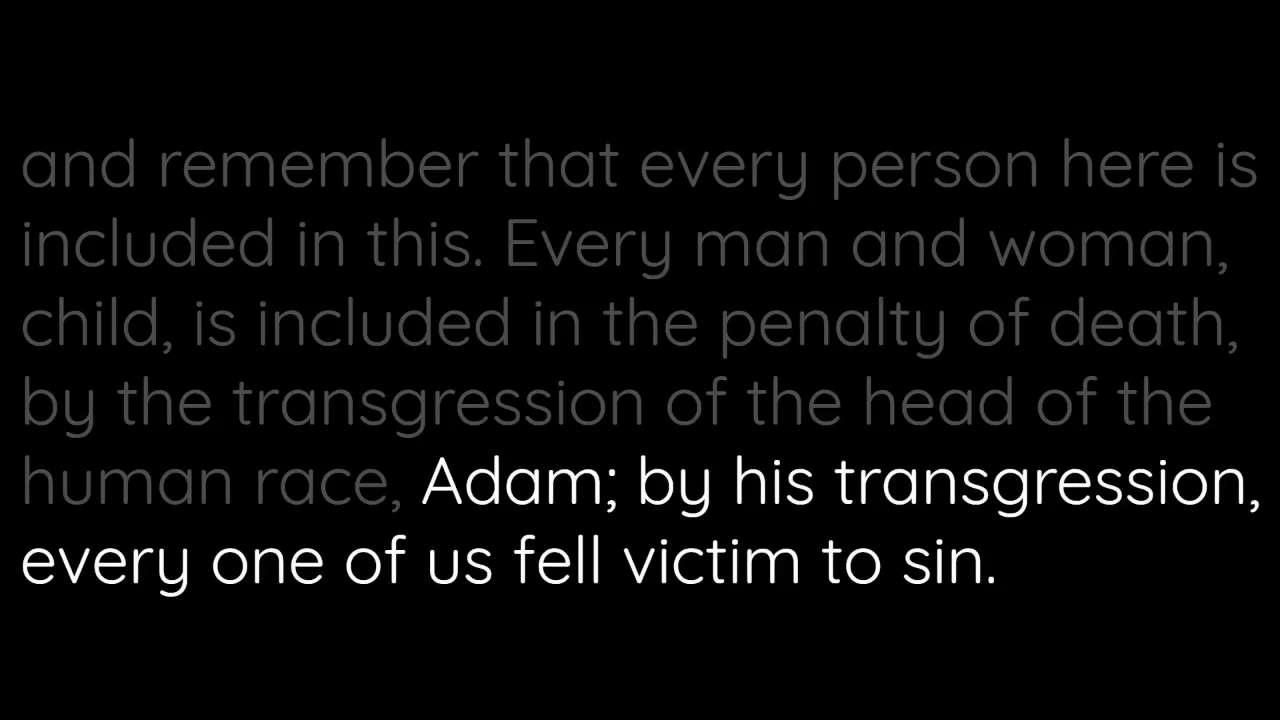 and remember that every person here is
included in this. Every man and woman,
child, is included in the penalty of death,
by the transgression of the head of the
human race, Adam; by his transgression,
every one of us fell victim to sin.